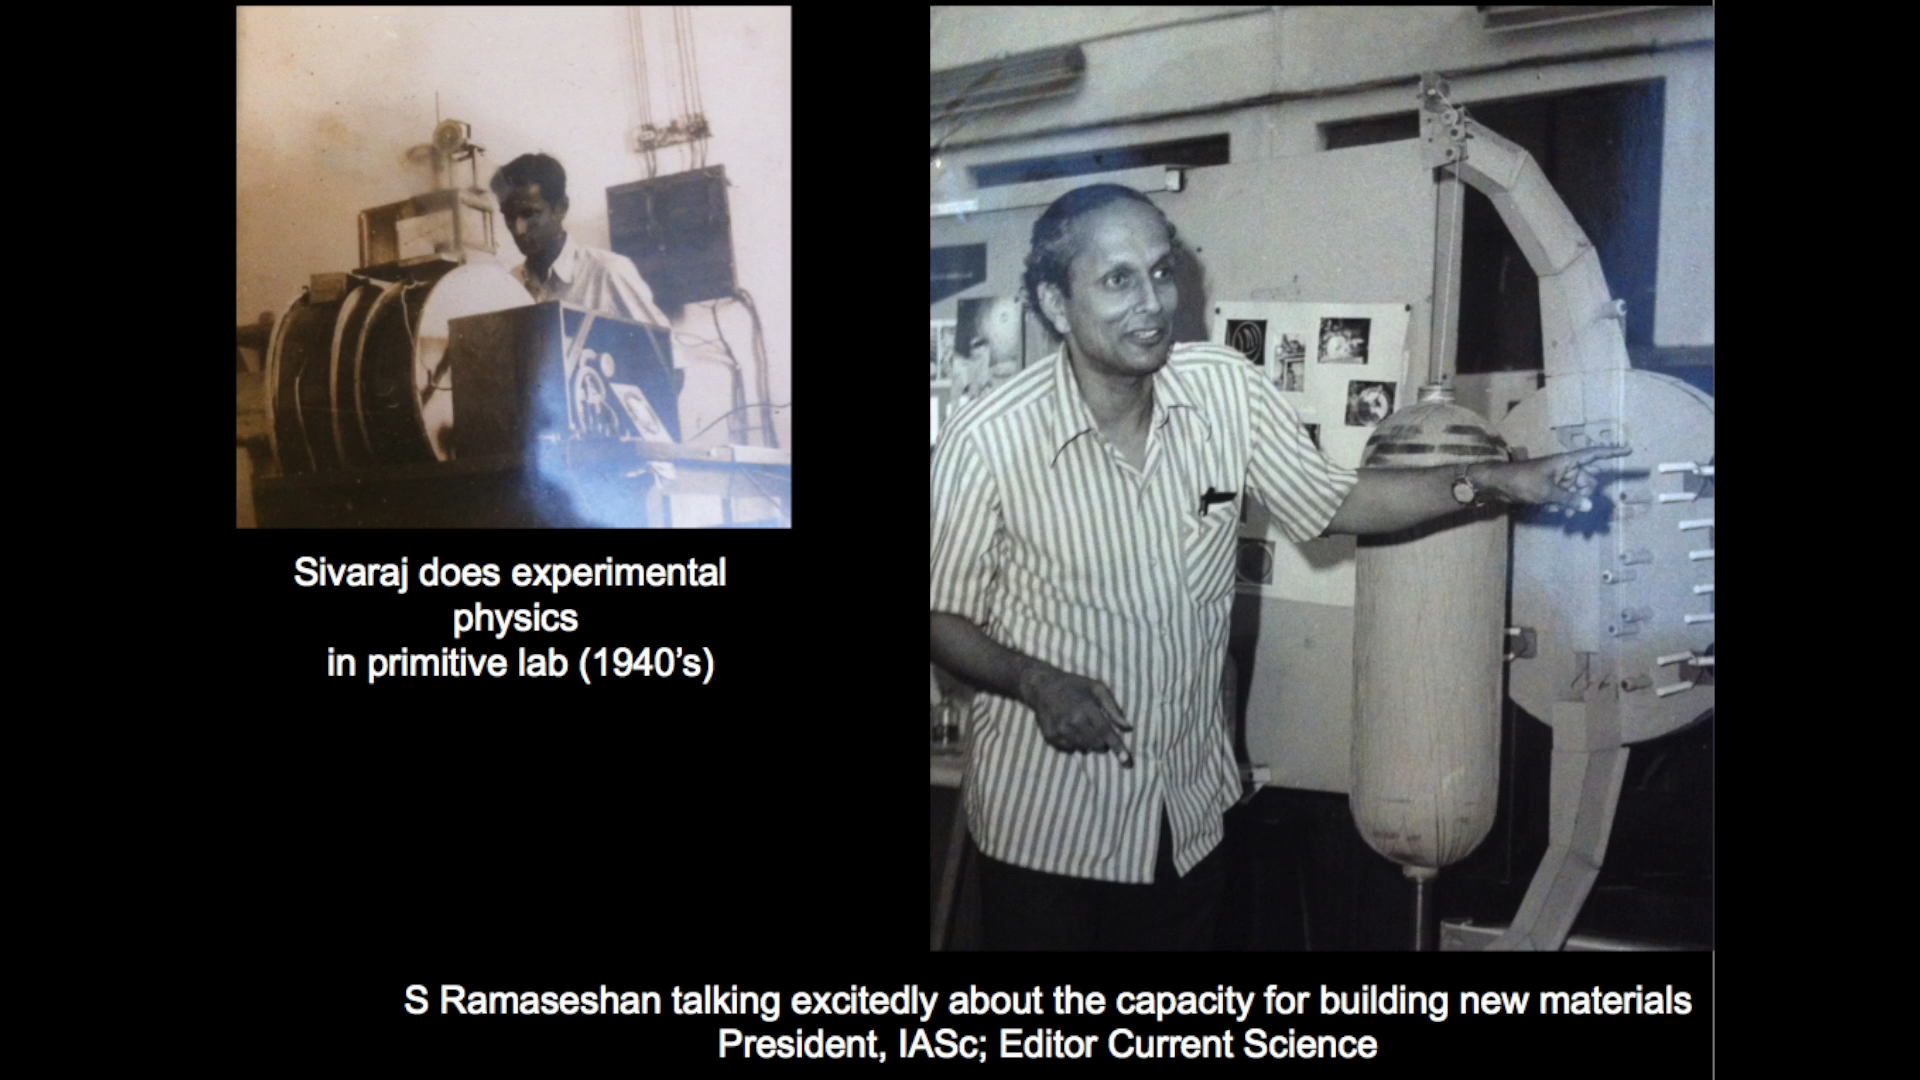 Sivaraj does experimental
physics
in primitive lab (1940’s)
S Ramaseshan talking excitedly about the capacity for building new materials
President, IASc; Editor Current Science